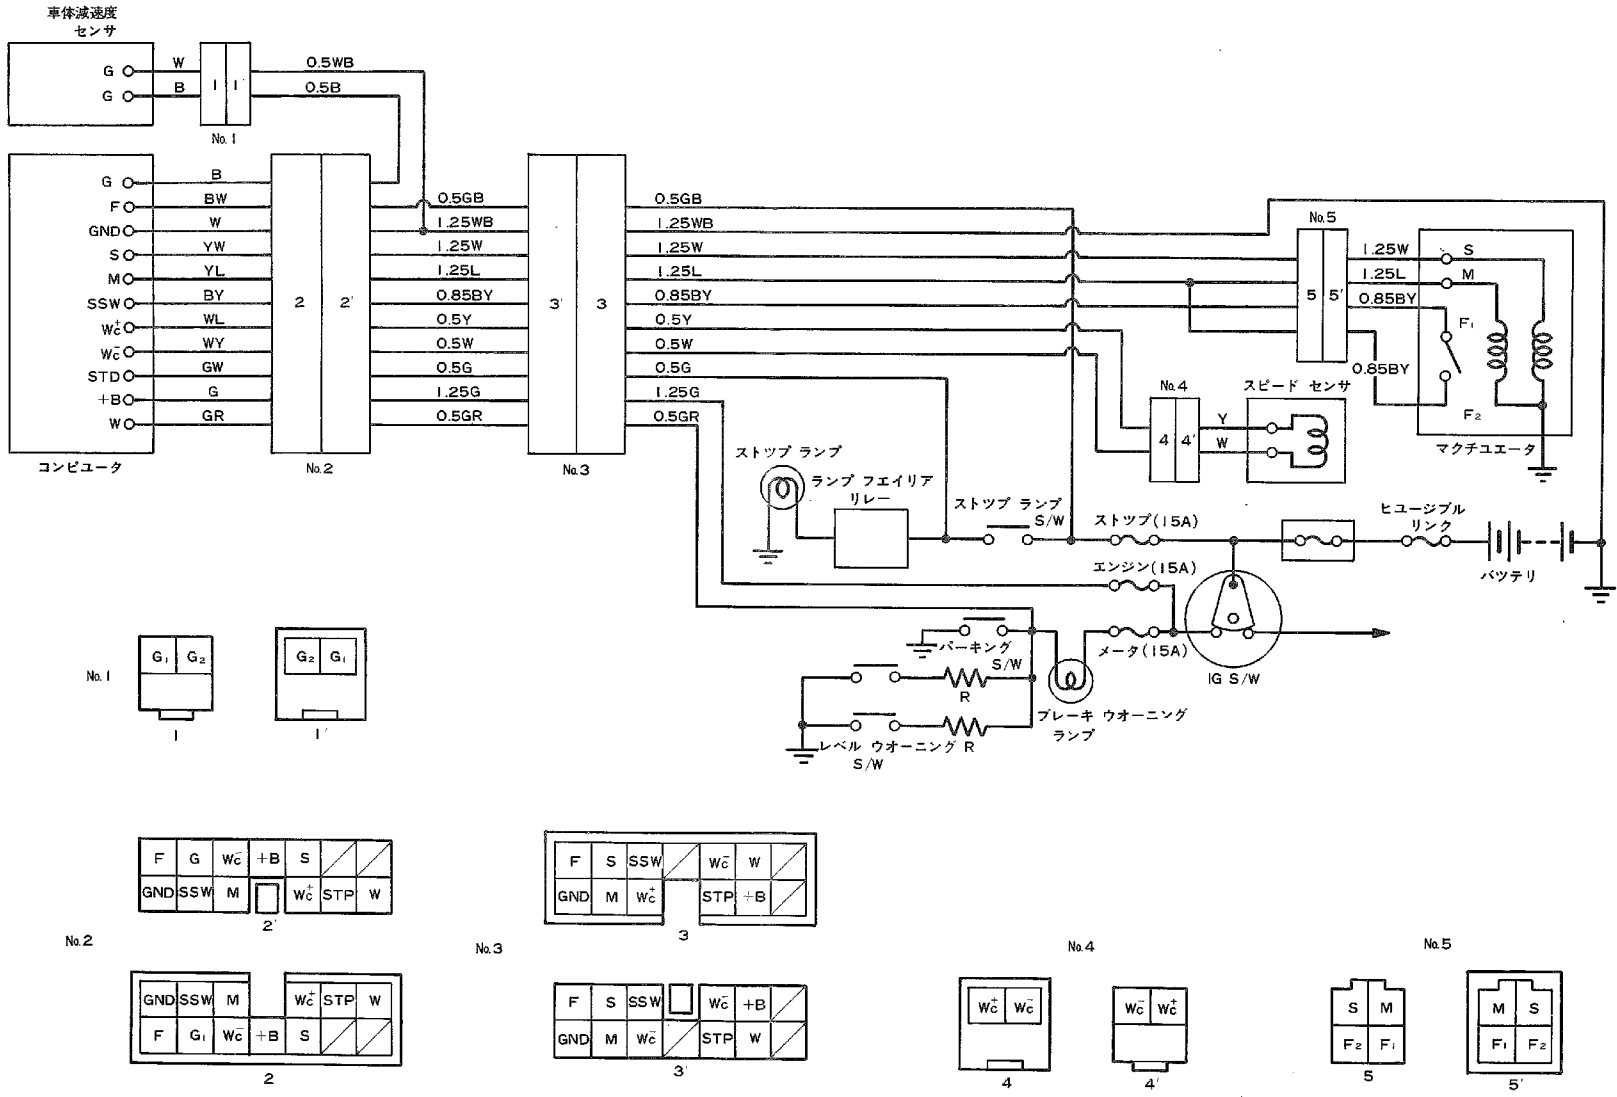 車体減速度
センサ
G W 0.5WB
G B 0.5B
1 1'
No.1
G B
F BW 0.5GB 0.5GB
GND W 1.25WB 1.25WB
S YW 1.25W 1.25W
M YL 1.25L 1.25L
SSW BY 0.85BY 0.85BY
Wc+ WL 0.5Y 0.5Y
Wc- WY 0.5W 0.5W
STD GW 0.5G 0.5G
+B G 1.25G 1.25G
W GR 0.5GR 0.5GR
2 2'
3' 3
コンピュータ
No.2
No.3
No.5
5 5'
1.25W S
1.25L M
0.85BY
F1
0.85BY
F2
マクチユエータ
No.4
4 4'
Y
W
スピード センサ
ストツプ ランプ
ランプ フエイリア
リレー
ストツプ ランプ
S/W
ストツプ(15A)
ヒユージブル
リンク
バツテリ
エンジン(15A)
メータ(15A)
IG S/W
パーキング
S/W
R
ブレーキ ウオーニング
ランプ
レベル ウオーニング R
S/W
No.1
G1 G2
1
G2 G1
1'
No.2
F G Wc- +B S
GND SSW M Wc+ STP W
2'
GND SSW M Wc+ STP W
F G1 Wc- +B S
2
No.3
F S SSW Wc- W
GND M Wc+ STP +B
3
F S SSW Wc- +B
GND M Wc- STP W
3'
No.4
Wc+ Wc-
4
Wc- Wc+
4'
No.5
S M
F2 F1
5
M S
F1 F2
5'